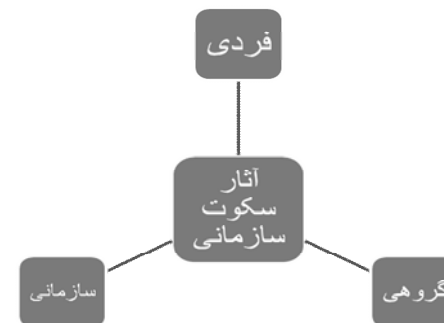 فردی
آثار
سکوت
سازمانی
گروهی
سازمانی